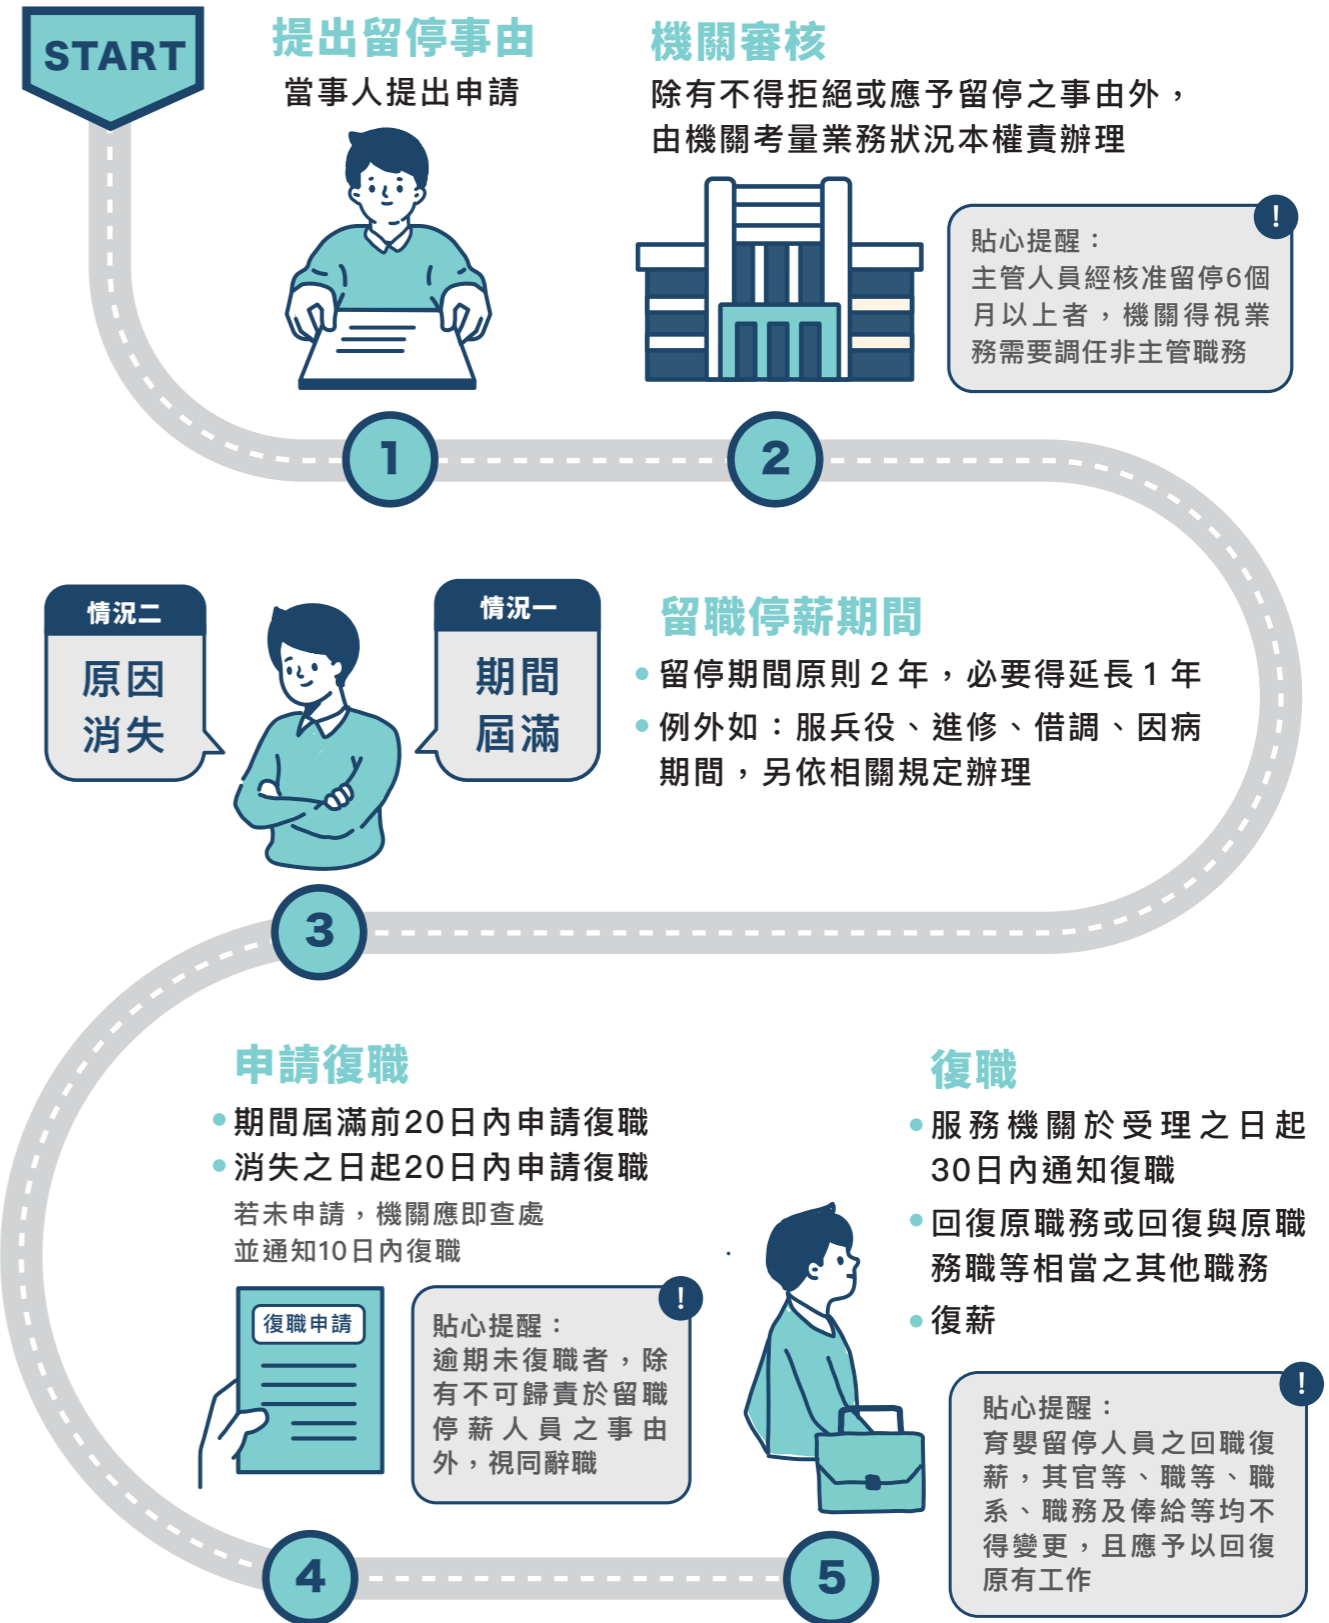 START
提出留停事由
當事人提出申請
機關審核
除有不得拒絕或應予留停之事由外，
由機關考量業務狀況本權責辦理
!
貼心提醒：
主管人員經核准留停6個
月以上者，機關得視業
務需要調任非主管職務
1
2
情況二
原因
消失
情況一
期間
屆滿
留職停薪期間
留停期間原則2年，必要得延長1年
例外如：服兵役、進修、借調、因病
期間，另依相關規定辦理
3
申請復職
期間屆滿前20日內申請復職
消失之日起20日內申請復職
若未申請，機關應即查處
並通知10日內復職
復職申請
!
貼心提醒：
逾期未復職者，除
有不可歸責於留職
停薪人員之事由
外，視同辭職
4
復職
服務機關於受理之日起
30日內通知復職
回復原職務或回復與原職
務職等相當之其他職務
復薪
!
貼心提醒：
育嬰留停人員之回職復
薪，其官等、職等、職
系、職務及俸給等均不
得變更，且應予以回復
原有工作
5